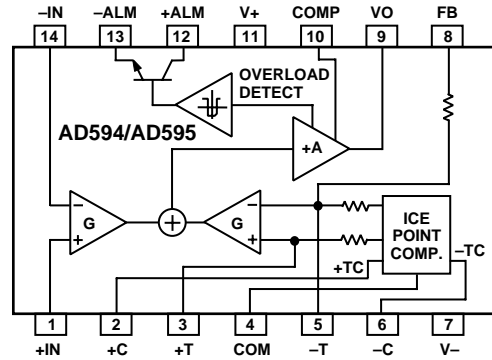 –IN –ALM +ALM V+ COMP VO FB
14 13 12 11 10 9 8
OVERLOAD
DETECT
AD594/AD595
+A
– –
G G
+ +
ICE
POINT
COMP.
–TC
+TC
1 2 3 4 5 6 7
+IN +C +T COM –T –C V–